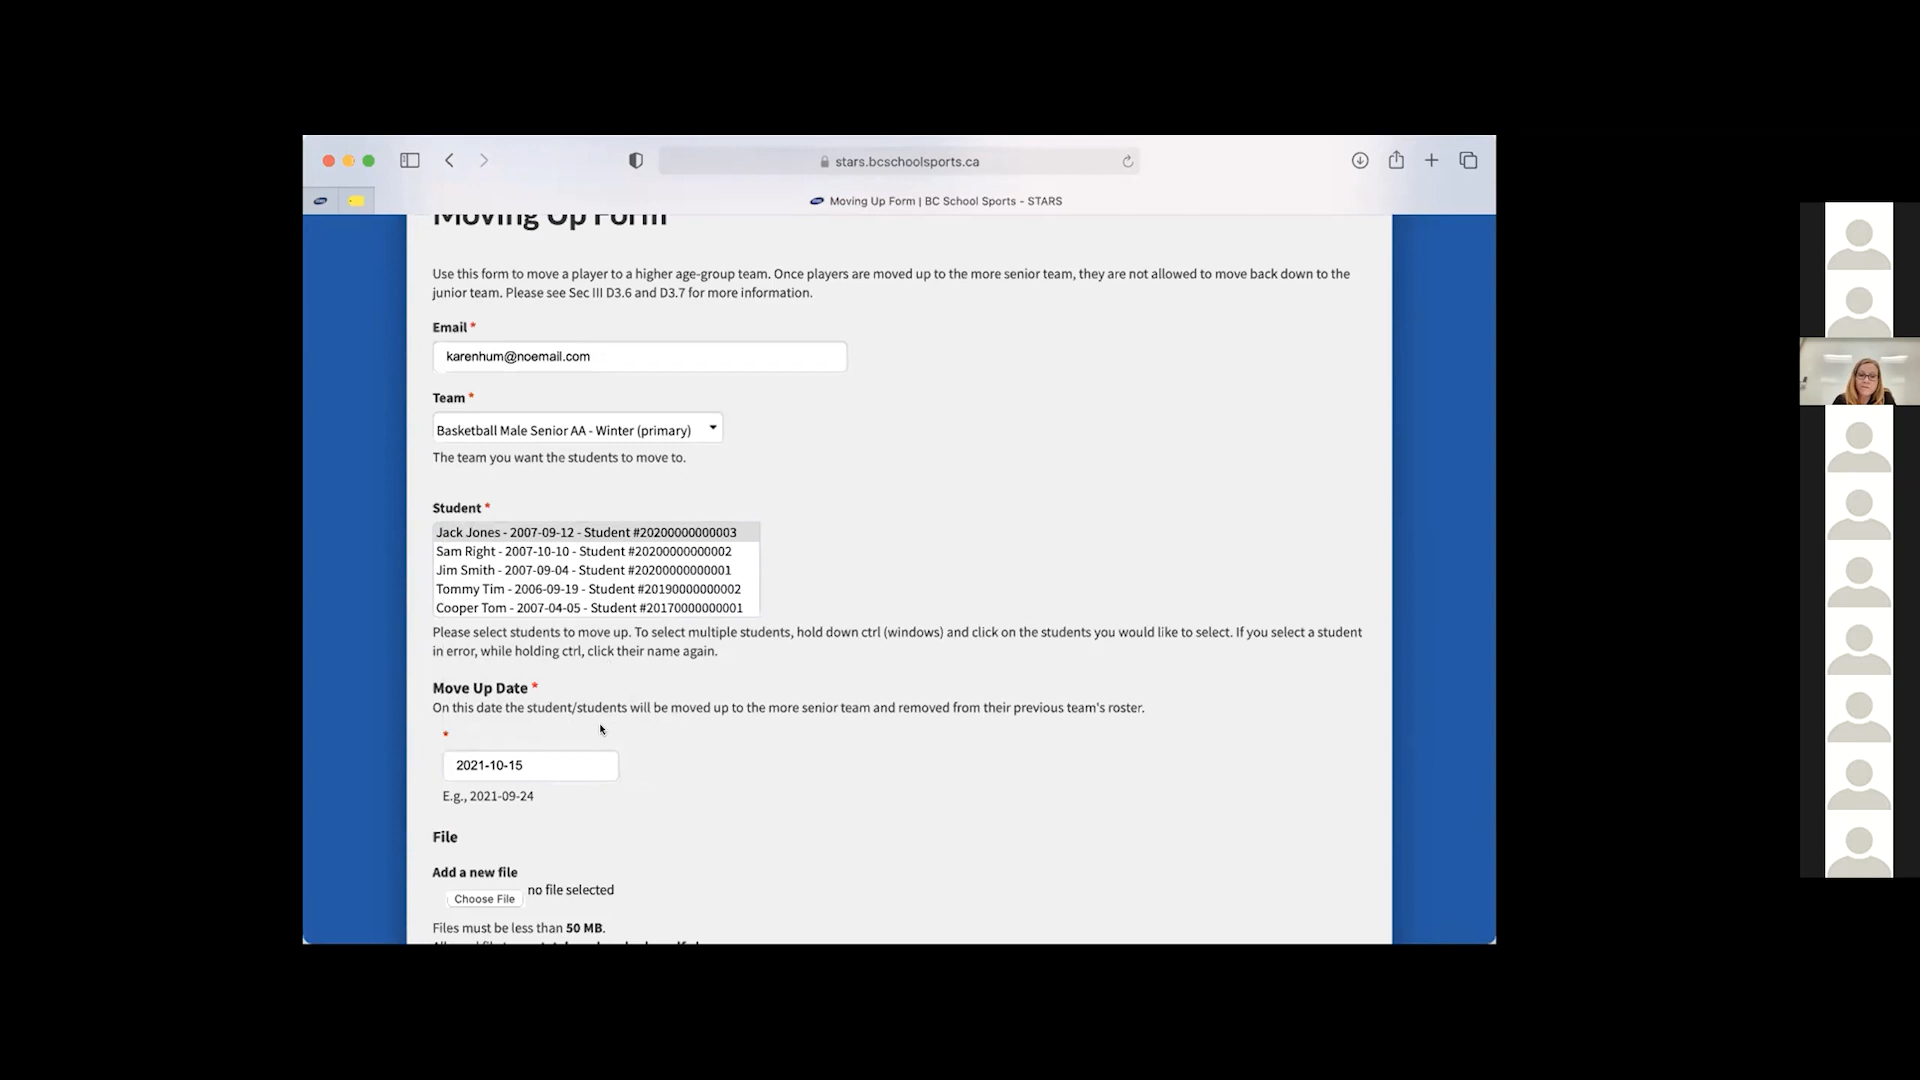 stars.bcschoolsports.ca
Moving Up Form | BC School Sports - STARS
Moving Up Form
Use this form to move a player to a higher age-group team. Once players are moved up to the more senior team, they are not allowed to move back down to the
junior team. Please see Sec III D3.6 and D3.7 for more information.
Email *
karenhum@noemail.com
Team *
Basketball Male Senior AA - Winter (primary)
The team you want the students to move to.
Student *
Jack Jones - 2007-09-12 - Student #20200000000003
Sam Right - 2007-10-10 - Student #20200000000002
Jim Smith - 2007-09-04 - Student #20200000000001
Tommy Tim - 2006-09-19 - Student #20190000000002
Cooper Tom - 2007-04-05 - Student #20170000000001
Please select students to move up. To select multiple students, hold down ctrl (windows) and click on the students you would like to select. If you select a student
in error, while holding ctrl, click their name again.
Move Up Date *
On this date the student/students will be moved up to the more senior team and removed from their previous team's roster.
*
2021-10-15
E.g., 2021-09-24
File
Add a new file
Choose File no file selected
Files must be less than 50 MB.